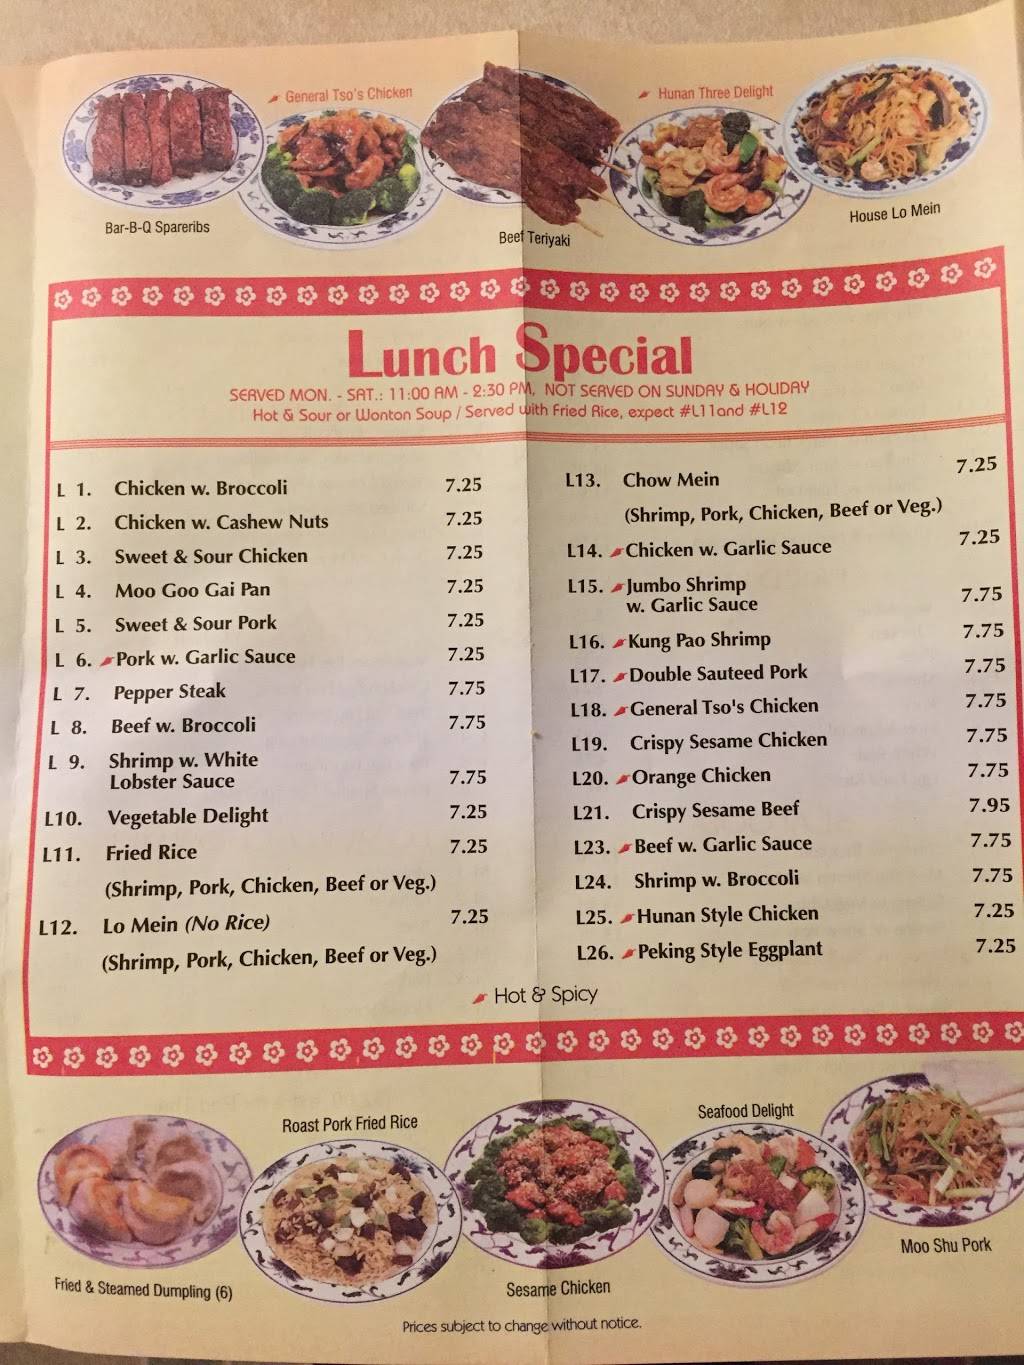 General Tso's Chicken
Hunan Three Delight
Bar-B-Q Spareribs
Beef Teriyaki
House Lo Mein
Lunch Special
SERVED MON. - SAT.: 11:00 AM - 2:30 PM, NOT SERVED ON SUNDAY & HOLIDAY
Hot & Sour or Wonton Soup / Served with Fried Rice, expect #L11and #L12
L 1. Chicken w. Broccoli 7.25
L 2. Chicken w. Cashew Nuts 7.25
L 3. Sweet & Sour Chicken 7.25
L 4. Moo Goo Gai Pan 7.25
L 5. Sweet & Sour Pork 7.25
L 6. Pork w. Garlic Sauce 7.25
L 7. Pepper Steak 7.75
L 8. Beef w. Broccoli 7.75
L 9. Shrimp w. White
Lobster Sauce 7.75
L10. Vegetable Delight 7.25
L11. Fried Rice 7.25
(Shrimp, Pork, Chicken, Beef or Veg.)
L12. Lo Mein (No Rice) 7.25
(Shrimp, Pork, Chicken, Beef or Veg.)
L13. Chow Mein 7.25
(Shrimp, Pork, Chicken, Beef or Veg.)
L14. Chicken w. Garlic Sauce 7.25
L15. Jumbo Shrimp
w. Garlic Sauce 7.75
L16. Kung Pao Shrimp 7.75
L17. Double Sauteed Pork 7.75
L18. General Tso's Chicken 7.75
L19. Crispy Sesame Chicken 7.75
L20. Orange Chicken 7.75
L21. Crispy Sesame Beef 7.95
L23. Beef w. Garlic Sauce 7.75
L24. Shrimp w. Broccoli 7.75
L25. Hunan Style Chicken 7.25
L26. Peking Style Eggplant 7.25
Hot & Spicy
Roast Pork Fried Rice
Seafood Delight
Fried & Steamed Dumpling (6)
Sesame Chicken
Moo Shu Pork
Prices subject to change without notice.